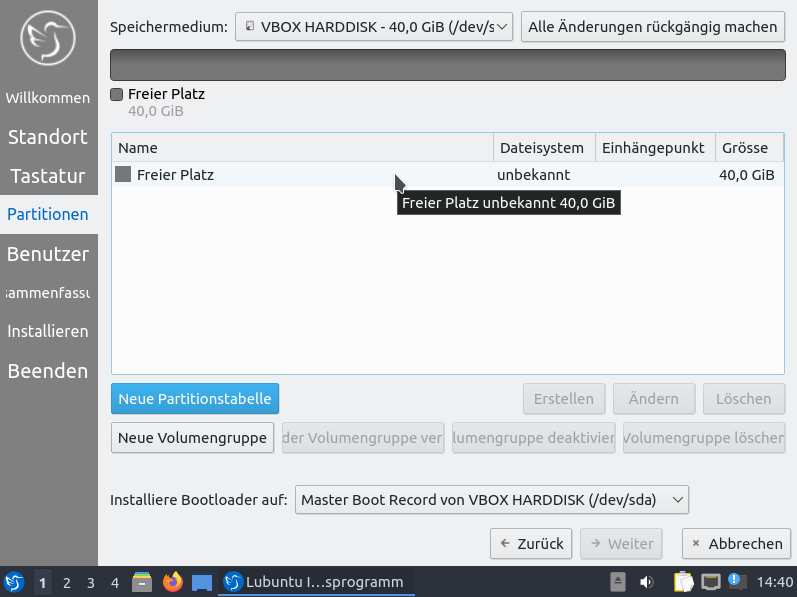 Speichermedium: VBOX HARDDISK - 40,0 GiB (/dev/s Alle Änderungen rückgängig machen
Freier Platz
40,0 GiB
Willkommen
Standort
Tastatur
Partitionen
Benutzer
sammenfassu
Installieren
Beenden
Name Dateisystem Einhängepunkt Grösse
Freier Platz unbekannt 40,0 GiB
Freier Platz unbekannt 40,0 GiB
Neue Partitionstabelle Erstellen Ändern Löschen
Neue Volumengruppe der Volumengruppe ver lumengruppe deaktivier Volumengruppe löschen
Installiere Bootloader auf: Master Boot Record von VBOX HARDDISK (/dev/sda)
Zurück Weiter Abbrechen
1 2 3 4 Lubuntu I...sprogramm 14:40